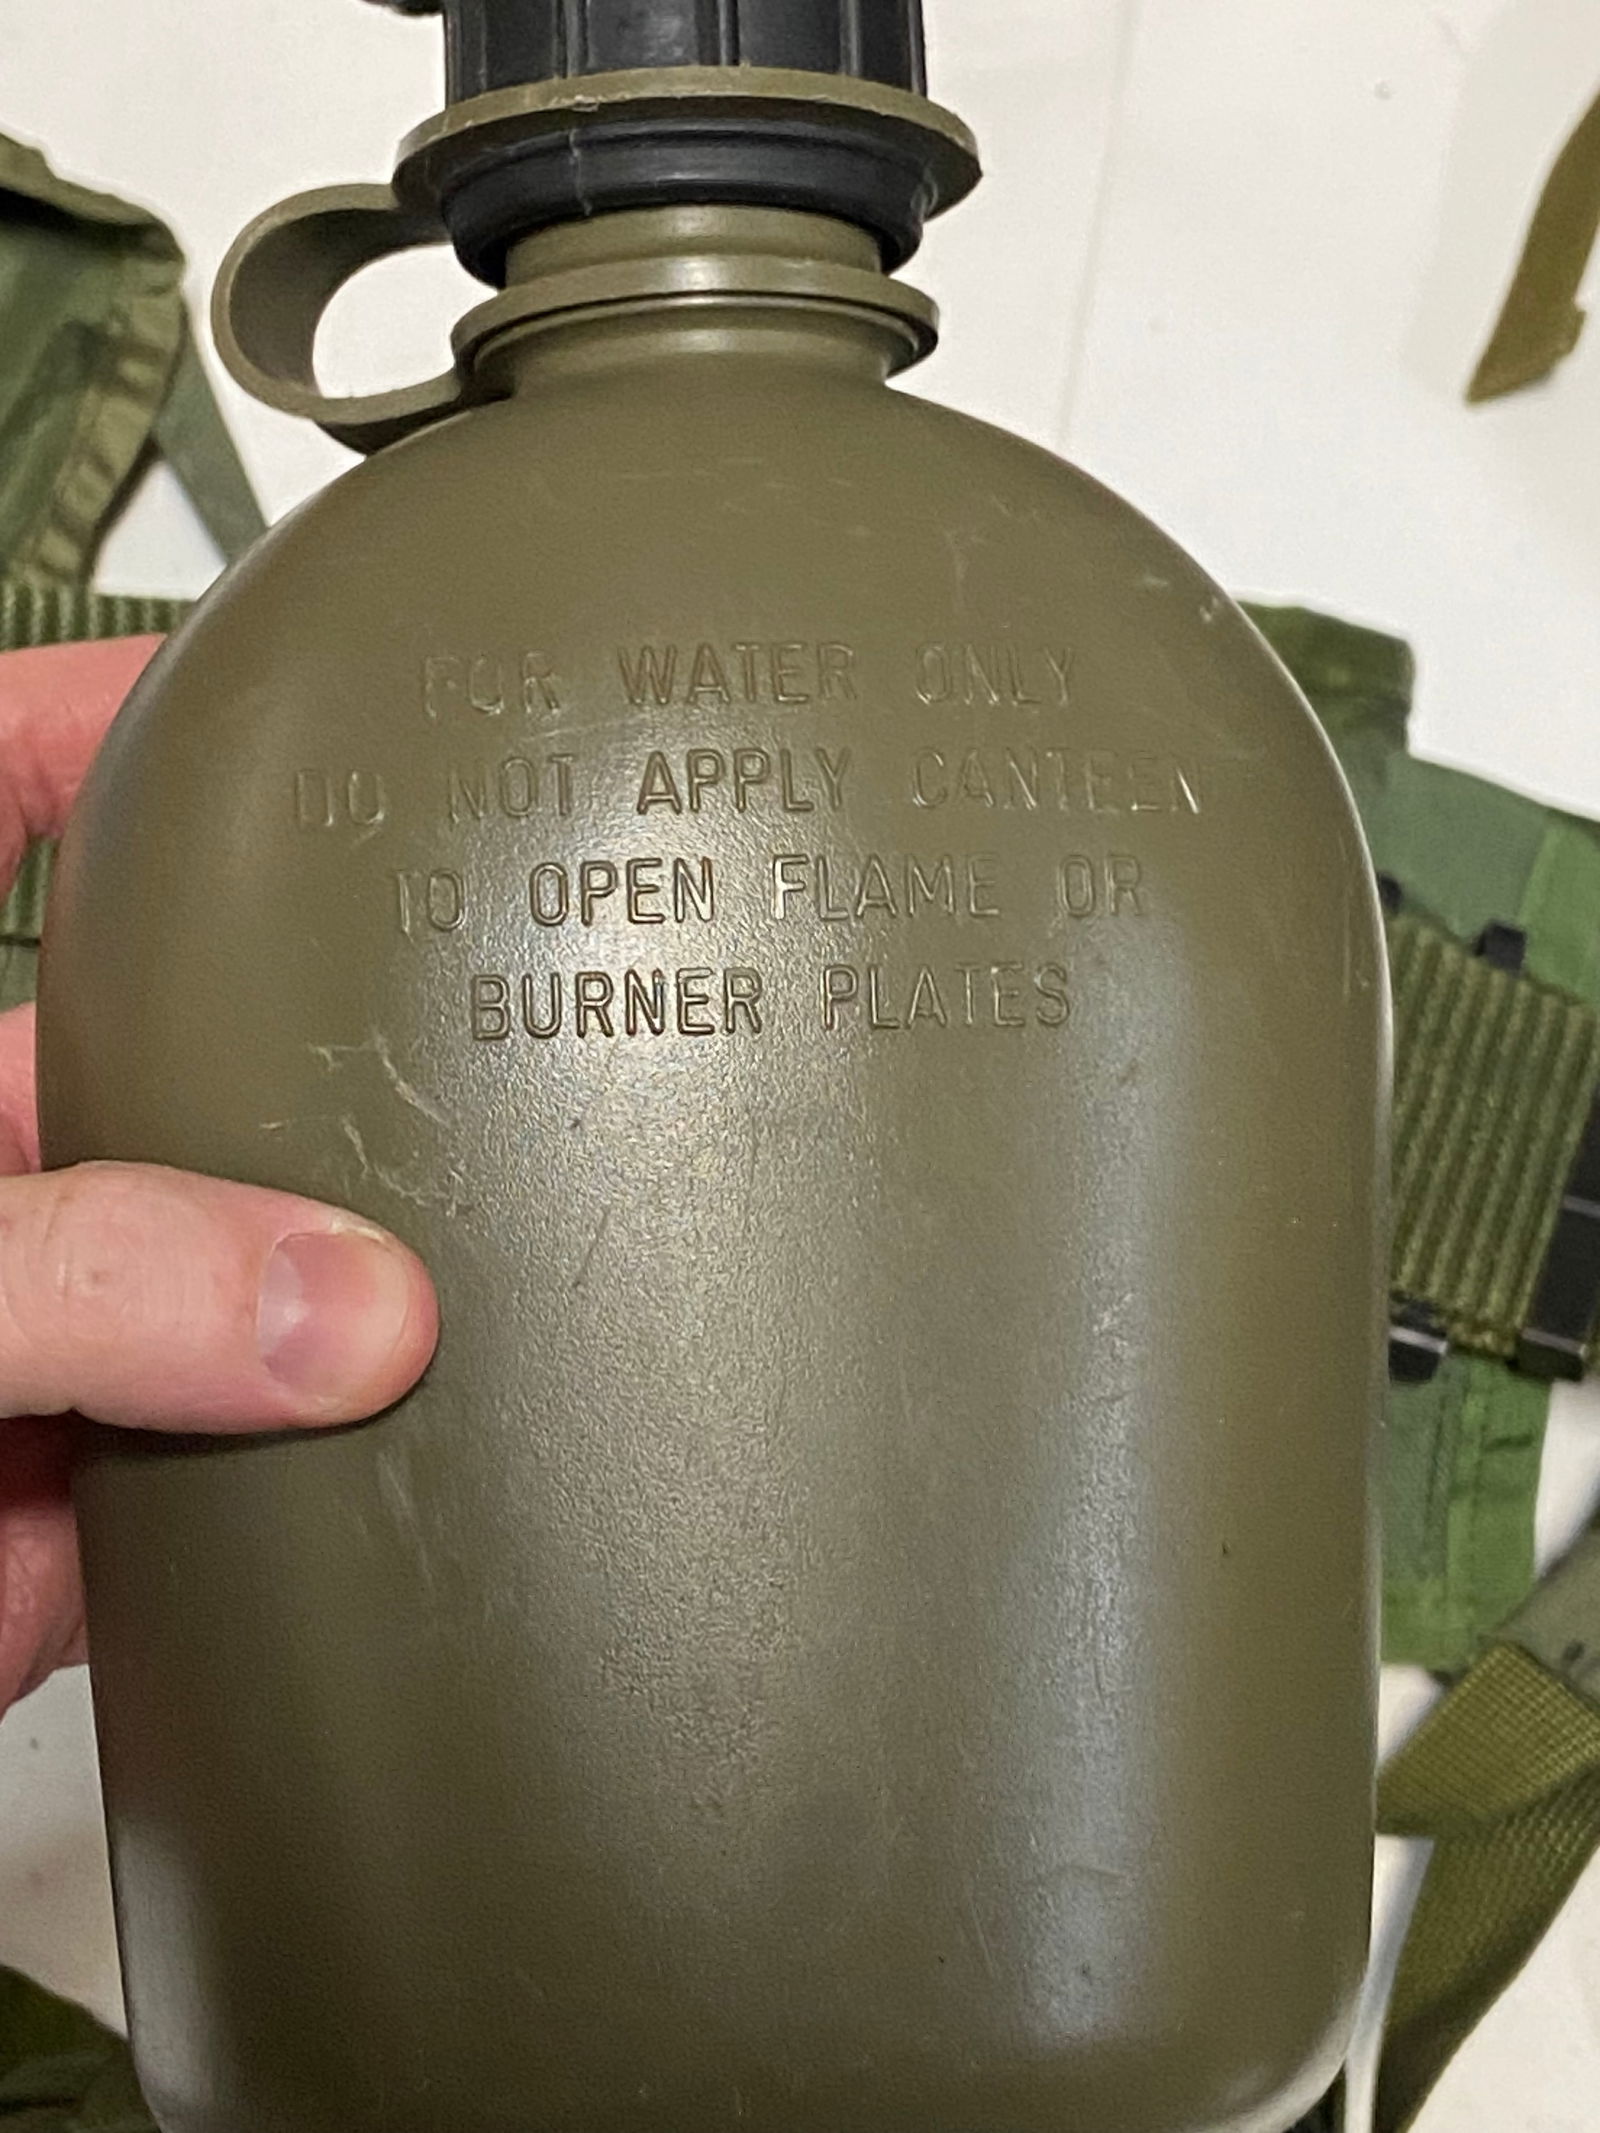 FOR WATER ONLY
DO NOT APPLY CANTEEN
TO OPEN FLAME OR
BURNER PLATES